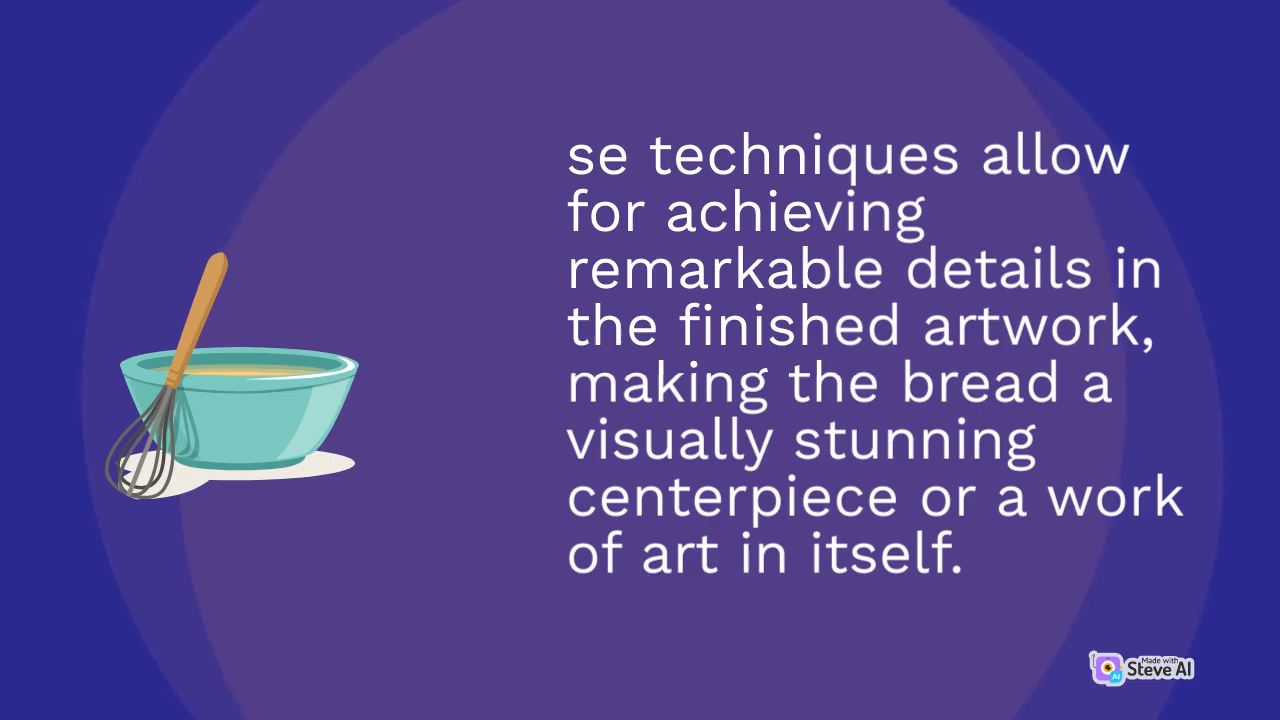 se techniques allow
for achieving
remarkable details in
the finished artwork,
making the bread a
visually stunning
centerpiece or a work
of art in itself.
Made with
Steve AI
AI